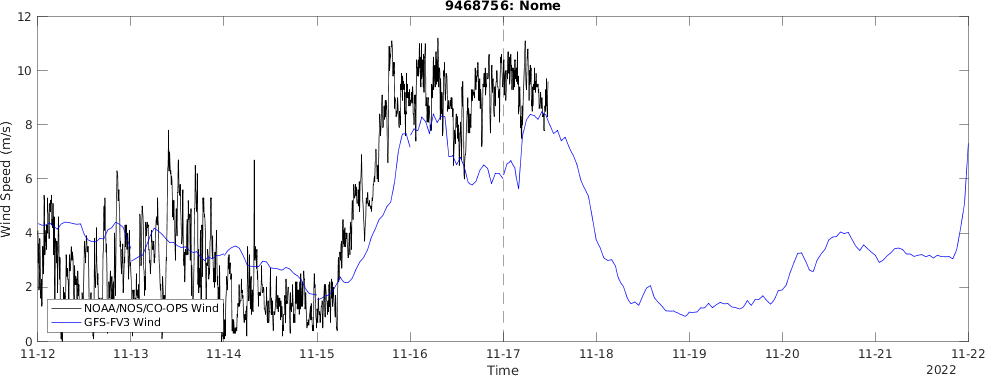 9468756: Nome
12
10
8
6
4
2
0
Wind Speed (m/s)
NOAA/NOS/CO-OPS Wind
GFS-FV3 Wind
11-12 11-13 11-14 11-15 11-16 11-17 11-18 11-19 11-20 11-21 11-22
Time
2022